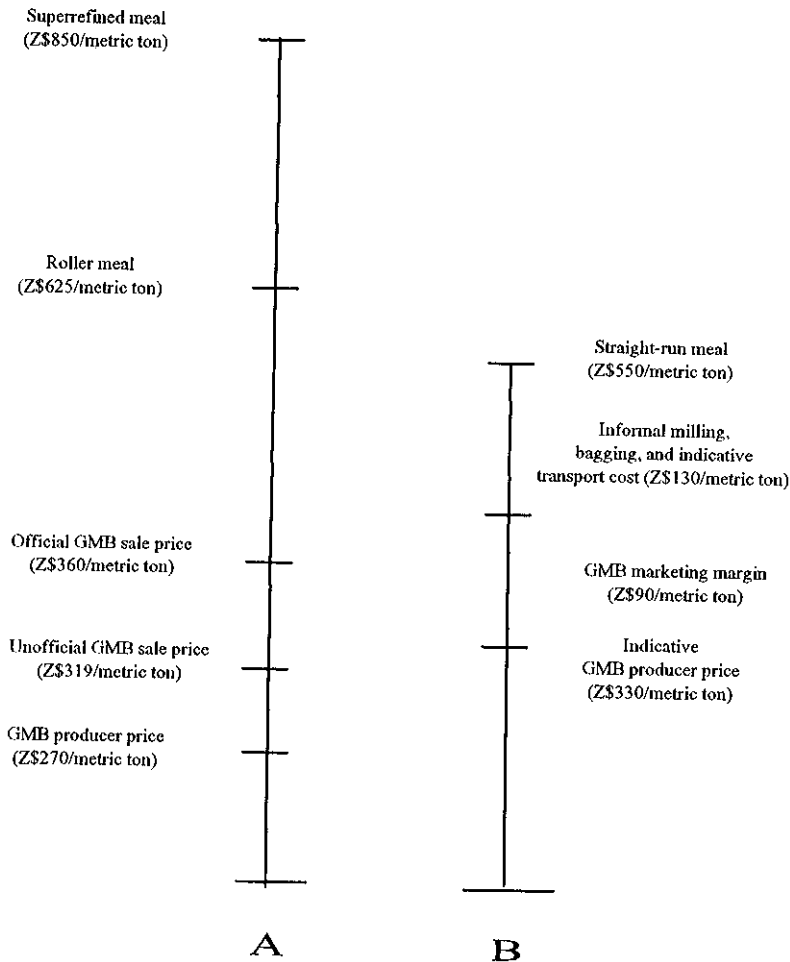 Superrefined meal
(Z$850/metric ton)
Roller meal
(Z$625/metric ton)
Official GMB sale price
(Z$360/metric ton)
Unofficial GMB sale price
(Z$319/metric ton)
GMB producer price
(Z$270/metric ton)
Straight-run meal
(Z$550/metric ton)
Informal milling,
bagging, and indicative
transport cost (Z$130/metric ton)
GMB marketing margin
(Z$90/metric ton)
Indicative
GMB producer price
(Z$330/metric ton)
A
B